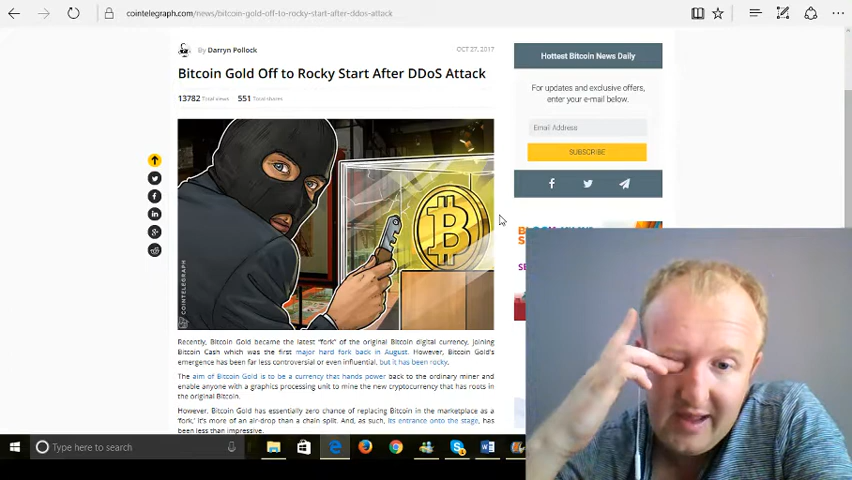 cointelegraph.com/news/bitcoin-gold-off-to-rocky-start-after-ddos-attack
By Darryn Pollock
OCT 27, 2017
Bitcoin Gold Off to Rocky Start After DDoS Attack
13782 Total views 551 Total shares
COINTELEGRAPH
Recently, Bitcoin Gold became the latest "fork" of the original Bitcoin digital currency, joining
Bitcoin Cash which was the first major hard fork back in August. However, Bitcoin Gold's
emergence has been far less controversial or even influential, but it has been rocky.
The aim of Bitcoin Gold is to be a currency that hands power back to the ordinary miner and
enable anyone with a graphics processing unit to mine the new cryptocurrency that has roots in
the original Bitcoin.
However, Bitcoin Gold has essentially zero chance of replacing Bitcoin in the marketplace as a
'fork,' it's more of an air-drop than a chain split. And, as such, its entrance onto the stage, has
been less than impressive.
Hottest Bitcoin News Daily
For updates and exclusive offers,
enter your e-mail below.
Email Address
SUBSCRIBE
Type here to search